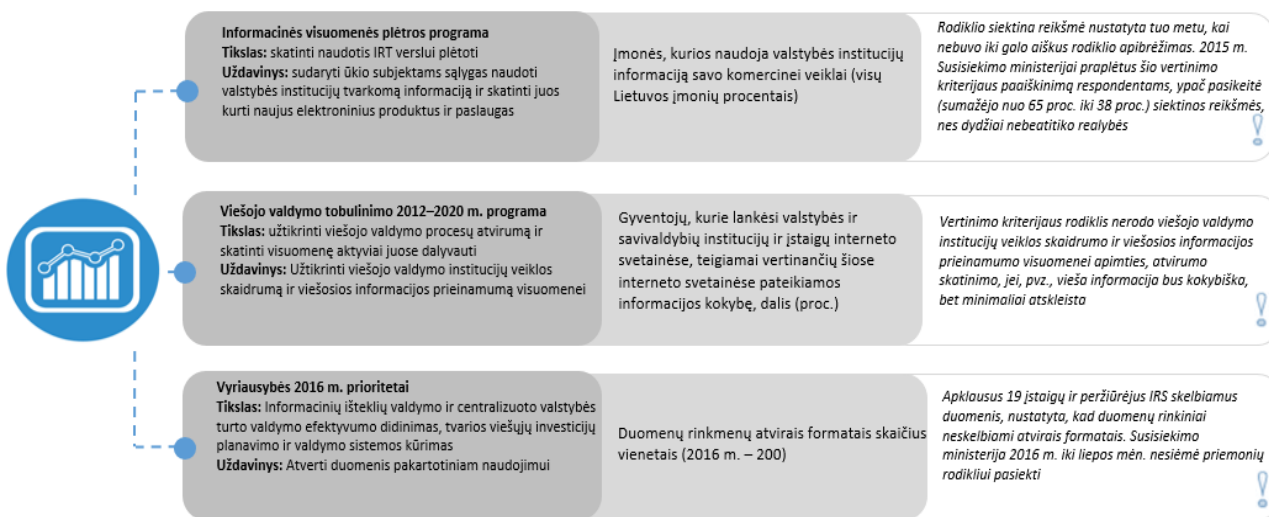 Informacinės visuomenės plėtros programa
Tikslas: skatinti naudotis IRT verslui plėtoti
Uždavinys: sudaryti ūkio subjektams sąlygas naudoti
valstybės institucijų tvarkomą informaciją ir skatinti juos
kurti naujus elektroninius produktus ir paslaugas
Įmonės, kurios naudoja valstybės institucijų
informaciją savo komercinei veiklai (visų
Lietuvos įmonių procentais)
Rodiklio siektina reikšmė nustatyta tuo metu, kai
nebuvo iki galo aiškus rodiklio apibrėžimas. 2015 m.
Susisiekimo ministerijai praplėtus šio vertinimo
kriterijaus paaiškinimą respondentams, ypač pasikeitė
(sumažėjo nuo 65 proc. iki 38 proc.) siektinos reikšmės,
nes dydžiai nebeatitiko realybės
Viešojo valdymo tobulinimo 2012–2020 m. programa
Tikslas: užtikrinti viešojo valdymo procesų atvirumą ir
skatinti visuomenę aktyviai juose dalyvauti
Uždavinys: Užtikrinti viešojo valdymo institucijų veiklos
skaidrumą ir viešosios informacijos prieinamumą visuomenei
Gyventojų, kurie lankėsi valstybės ir
savivaldybių institucijų ir įstaigų interneto
svetainėse, teigiamai vertinančių šiose
interneto svetainėse pateikiamos
informacijos kokybę, dalis (proc.)
Vertinimo kriterijaus rodiklis nerodo viešojo valdymo
institucijų veiklos skaidrumo ir viešosios informacijos
prieinamumo visuomenei apimties, atvirumo
skatinimo, jei, pvz., vieša informacija bus kokybiška,
bet minimaliai atskleista
Vyriausybės 2016 m. prioritetai
Tikslas: Informacinių išteklių valdymo ir centralizuoto valstybės
turto valdymo efektyvumo didinimas, tvarios viešųjų investicijų
planavimo ir valdymo sistemos kūrimas
Uždavinys: Atverti duomenis pakartotiniam naudojimui
Duomenų rinkmenų atvirais formatais skaičius
vienetais (2016 m. – 200)
Apklausus 19 įstaigų ir peržiūrėjus IRS skelbiamus
duomenis, nustatyta, kad duomenų rinkiniai
neskelbiami atvirais formatais. Susisiekimo
ministerija 2016 m. iki liepos mėn. nesiėmė priemonių
rodikliui pasiekti